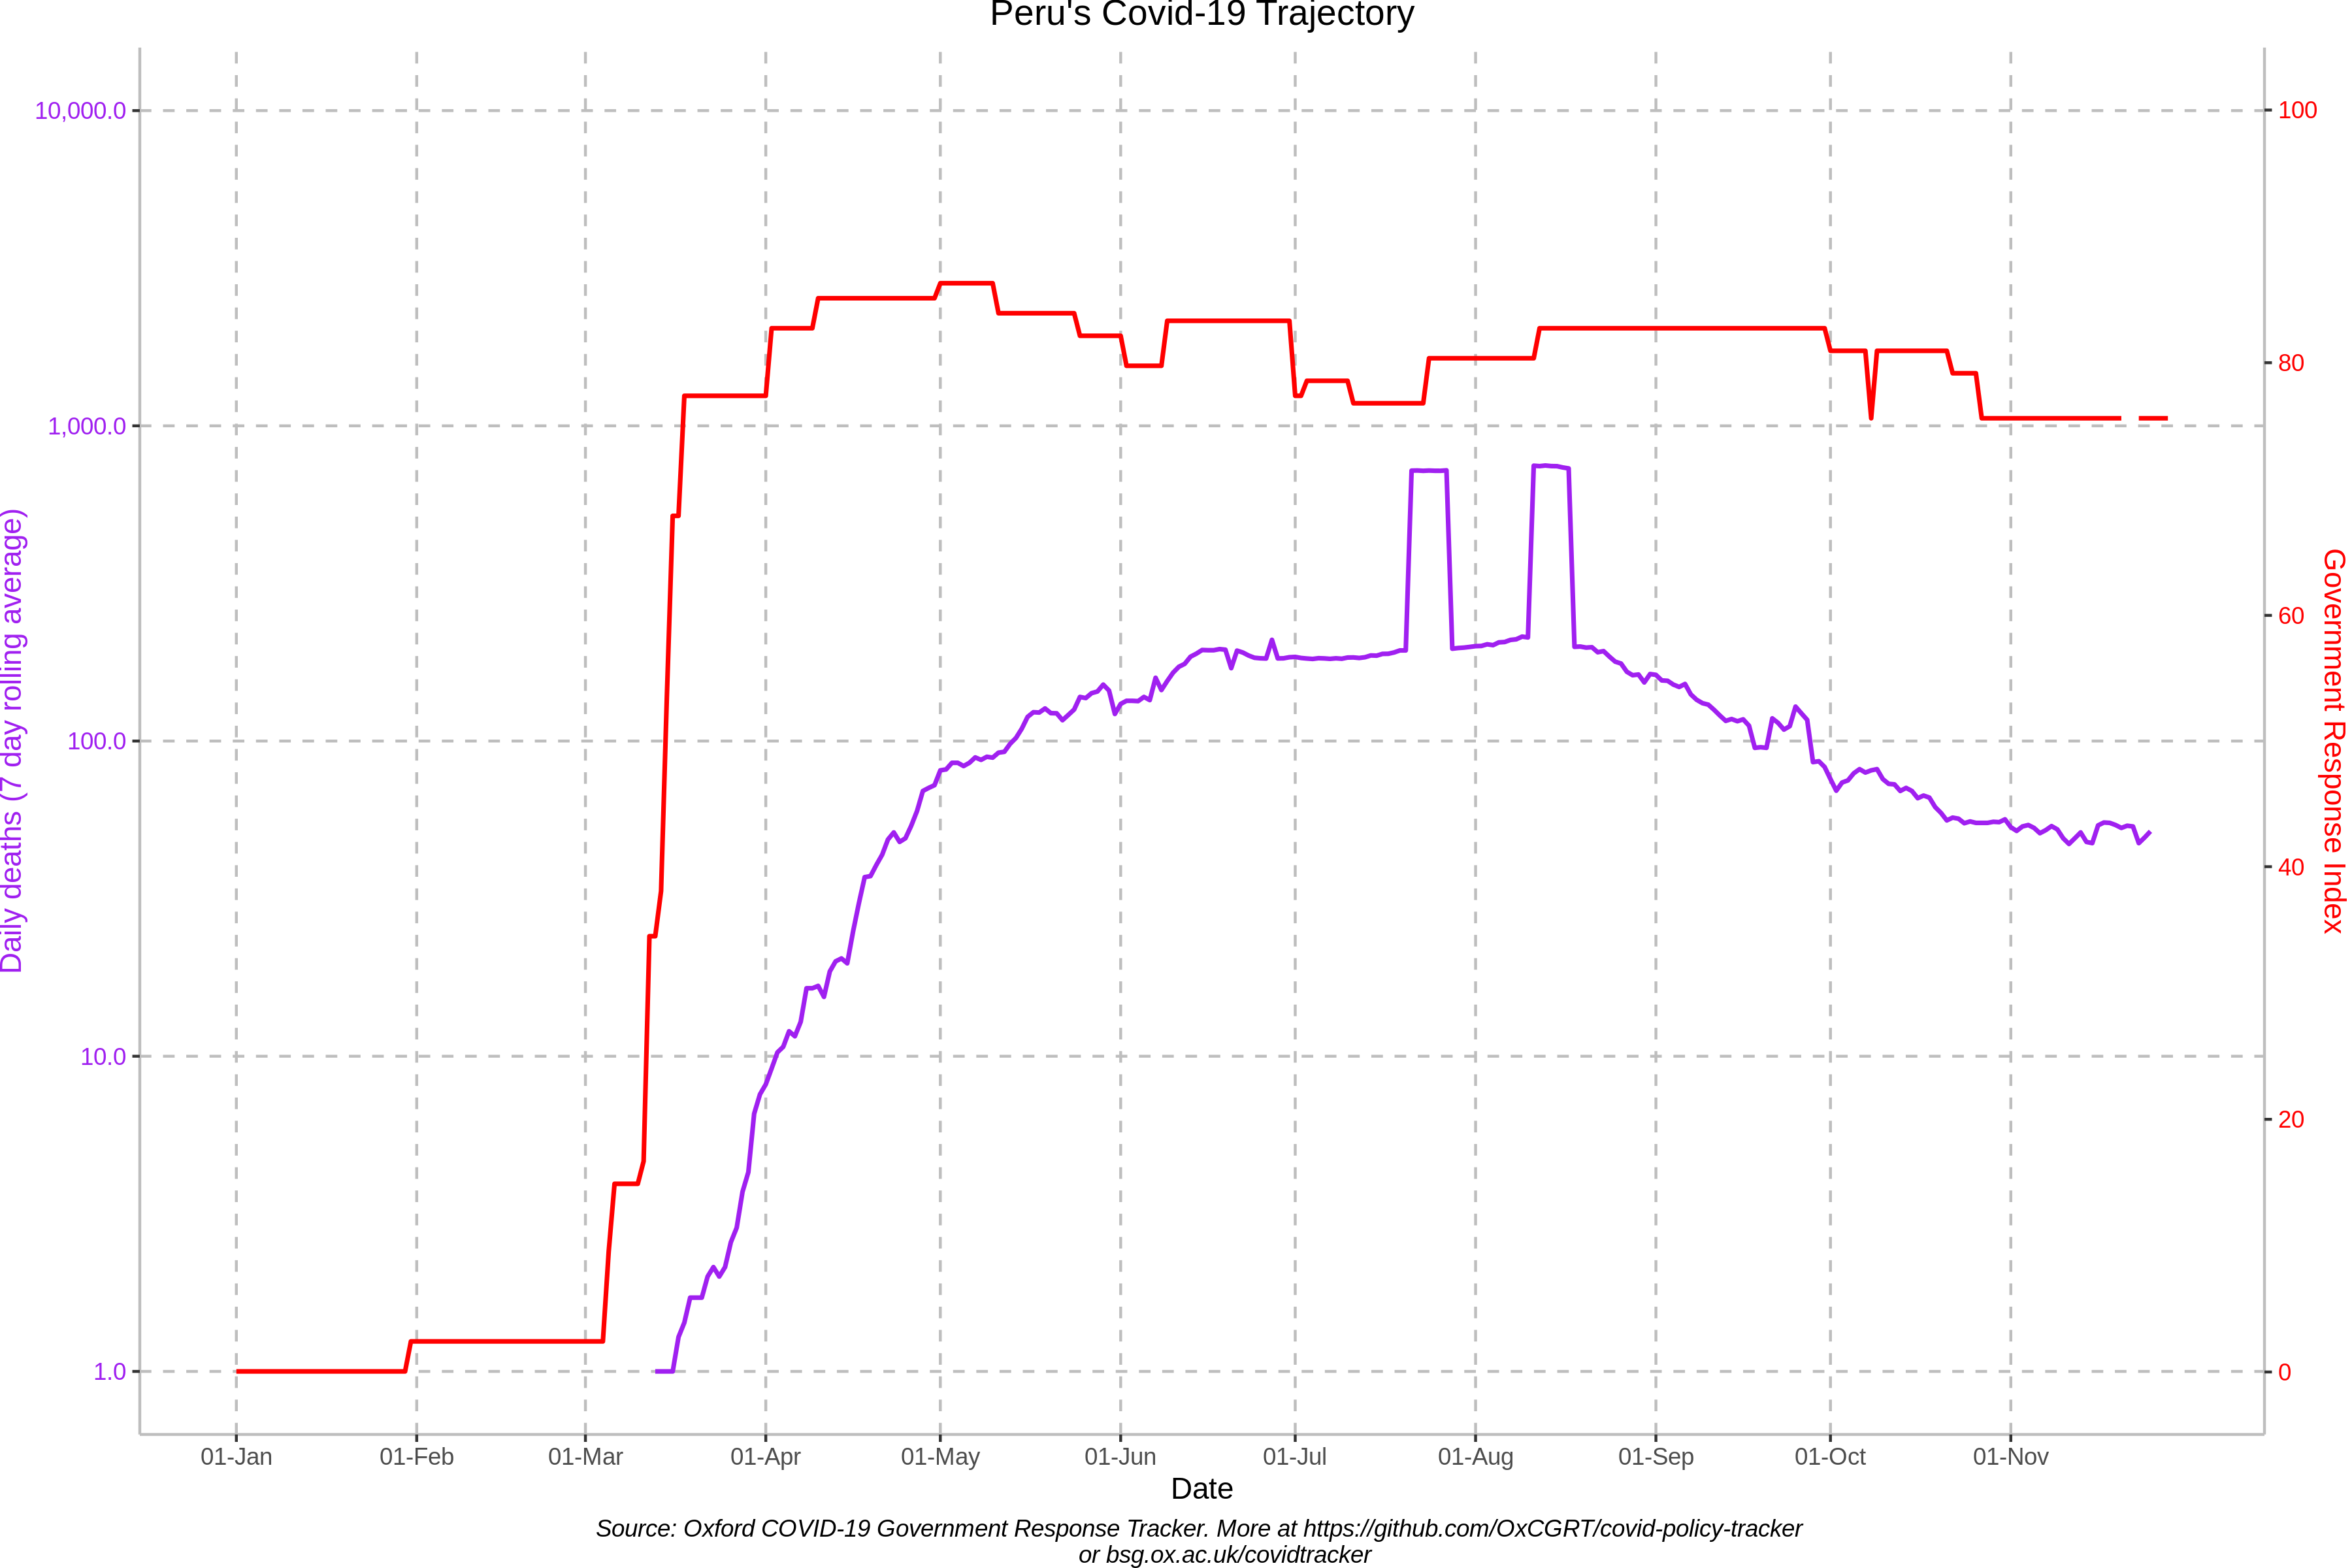 Peru's Covid-19 Trajectory
10,000.0
1,000.0
100.0
10.0
1.0
Daily deaths (7 day rolling average)
100
80
60
40
20
0
Government Response Index
01-Jan
01-Feb
01-Mar
01-Apr
01-May
01-Jun
01-Jul
01-Aug
01-Sep
01-Oct
01-Nov
Date
Source: Oxford COVID-19 Government Response Tracker. More at https://github.com/OxCGRT/covid-policy-tracker
or bsg.ox.ac.uk/covidtracker